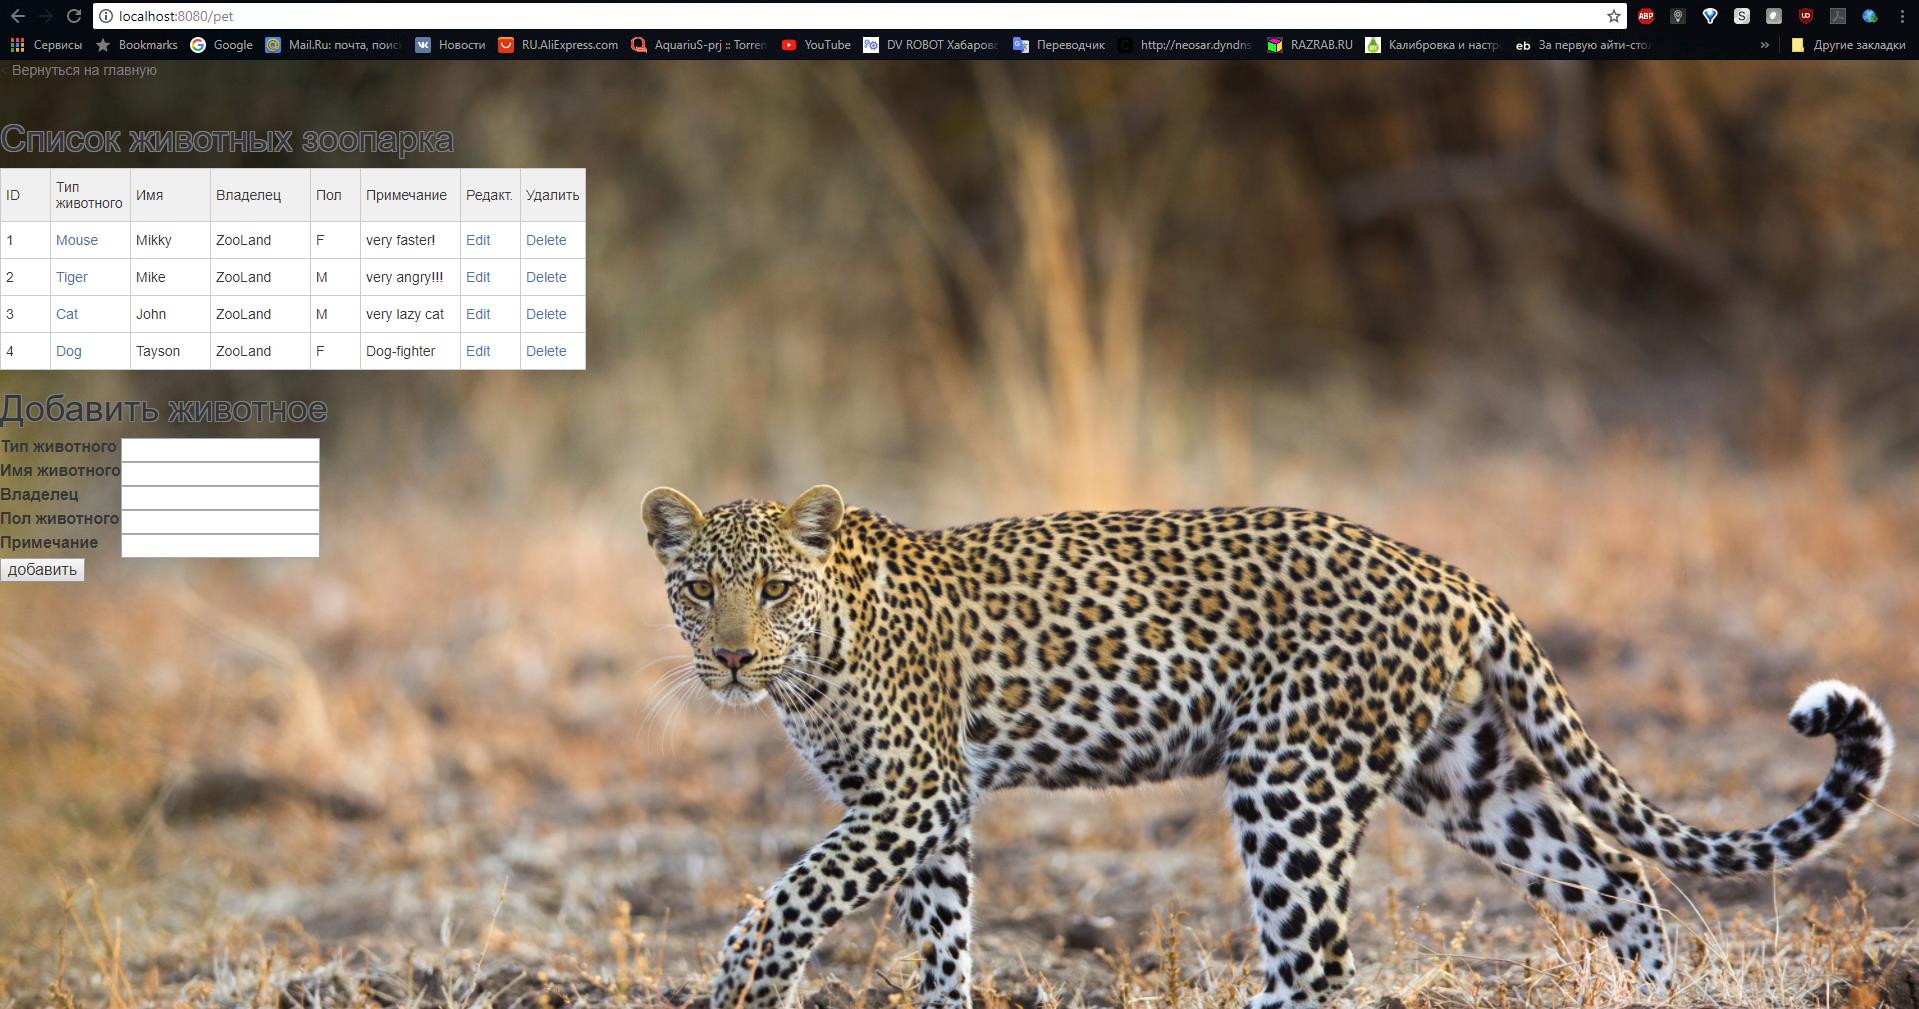 localhost:8080/pet
ABP S UD
Сервисы Bookmarks Google Mail.Ru: почта, поис Новости RU.AliExpress.com AquariuS-prj :: Torren YouTube DV ROBOT Хабаровс Переводчик http://neosar.dyndns RAZRAB.RU Калибровка и настр eb За первую айти-сто » Другие закладки
< Вернуться на главную
Список животных зоопарка
ID Тип животного Имя Владелец Пол Примечание Редакт. Удалить
1 Mouse Mikky ZooLand F very faster! Edit Delete
2 Tiger Mike ZooLand M very angry!!! Edit Delete
3 Cat John ZooLand M very lazy cat Edit Delete
4 Dog Tayson ZooLand F Dog-fighter Edit Delete
Добавить животное
Тип животного
Имя животного
Владелец
Пол животного
Примечание
добавить